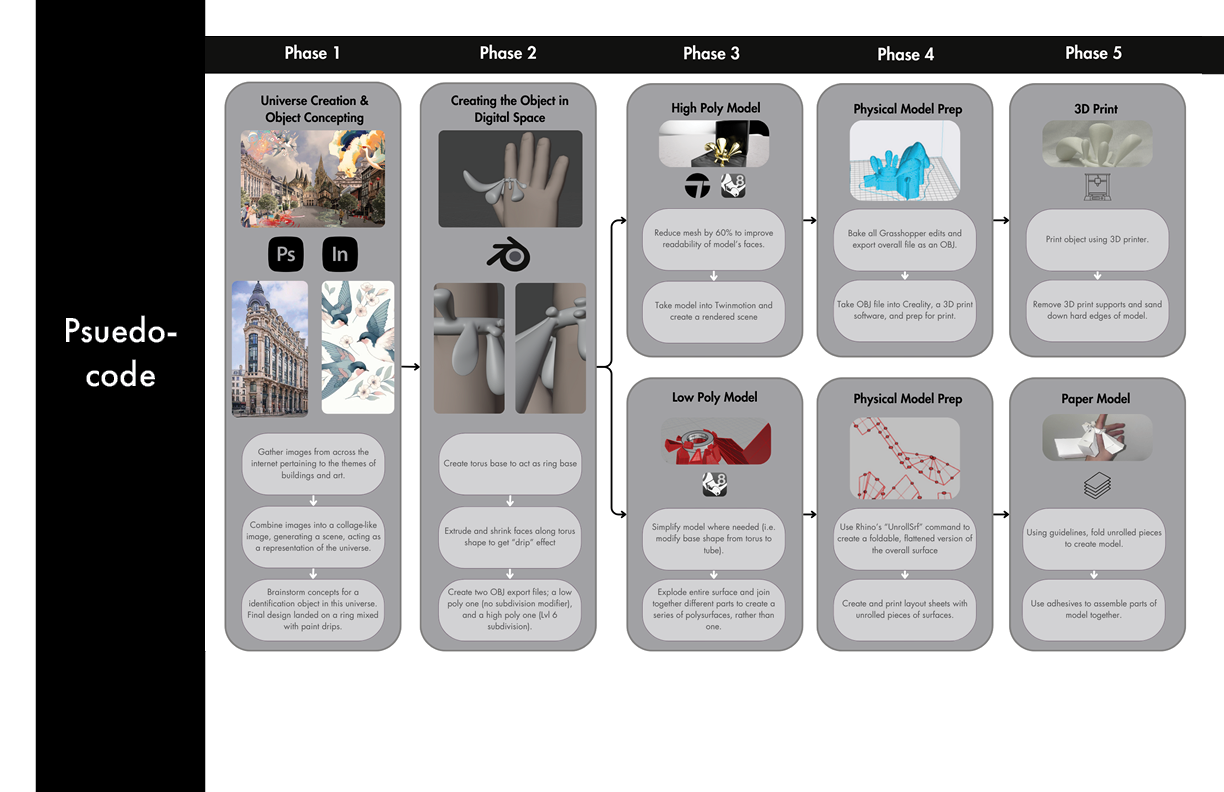 Psuedo-
code
Phase 1
Phase 2
Phase 3
Phase 4
Phase 5
Universe Creation &
Object Concepting
Ps
In
Gather images from across the
internet pertaining to the themes of
buildings and art.
Combine images into a collage-like
image, generating a scene, acting as
a representation of the universe.
Brainstorm concepts for a
identification object in this universe.
Final design landed on a ring mixed
with paint drips.
Creating the Object in
Digital Space
Create torus base to act as ring base
Extrude and shrink faces along torus
shape to get “drip” effect
Create two OBJ export files; a low
poly one (no subdivision modifier),
and a high poly one (Lvl 6
subdivision).
High Poly Model
8
Reduce mesh by 60% to improve
readability of model’s faces.
Take model into Twinmotion and
create a rendered scene
Physical Model Prep
Bake all Grasshopper edits and
export overall file as an OBJ.
Take OBJ file into Creality, a 3D print
software, and prep for print.
3D Print
Print object using 3D printer.
Remove 3D print supports and sand
down hard edges of model.
Low Poly Model
8
Simplify model where needed (i.e.
modify base shape from torus to
tube).
Explode entire surface and join
together different parts to create a
series of polysurfaces, rather than
one.
Physical Model Prep
Use Rhino’s “UnrollSrf” command to
create a foldable, flattened version of
the overall surface
Create and print layout sheets with
unrolled pieces of surfaces.
Paper Model
Using guidelines, fold unrolled pieces
to create model.
Use adhesives to assemble parts of
model together.